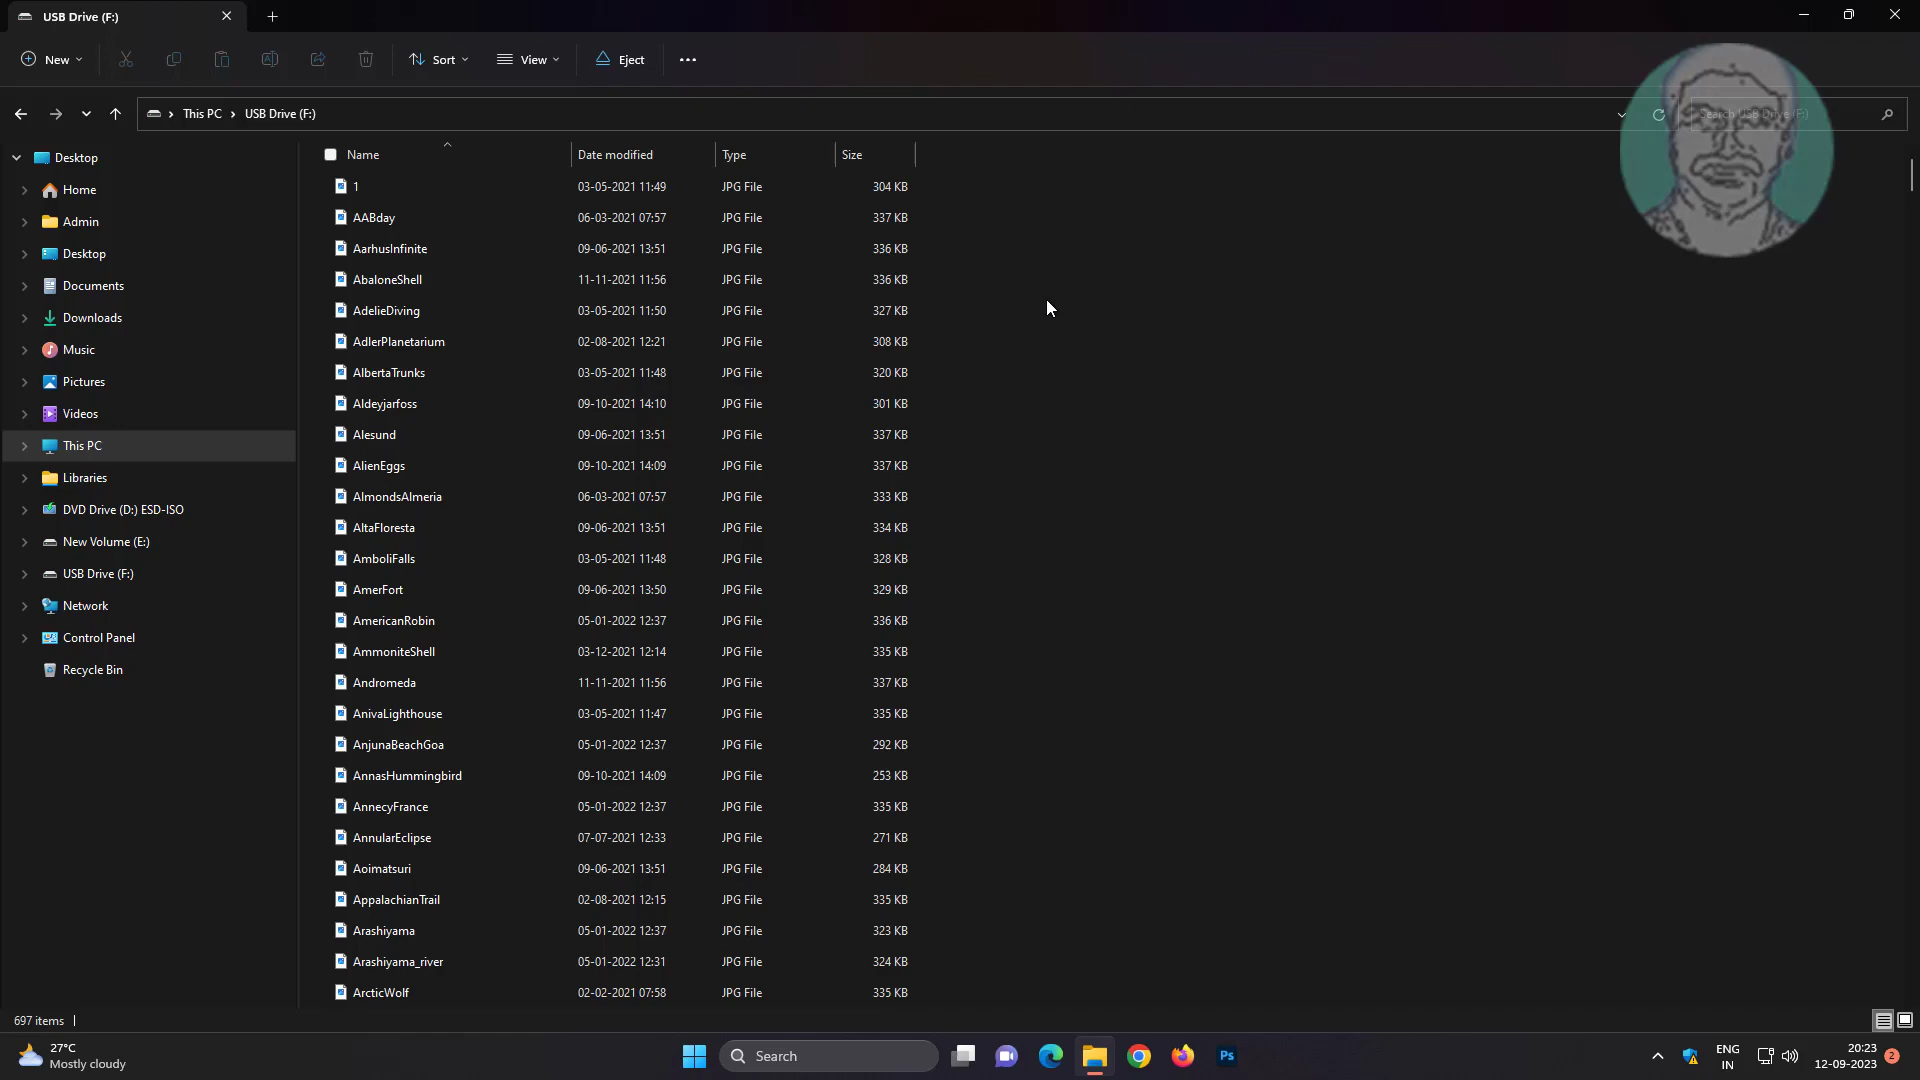 USB Drive (F:)
New
Sort
View
Eject
This PC > USB Drive (F:)
Search USB Drive (F:)
Name Date modified Type Size
1 03-05-2021 11:49 JPG File 304 KB
AABday 06-03-2021 07:57 JPG File 337 KB
AarhusInfinite 09-06-2021 13:51 JPG File 336 KB
AbaloneShell 11-11-2021 11:56 JPG File 336 KB
AdelieDiving 03-05-2021 11:50 JPG File 327 KB
AdlerPlanetarium 02-08-2021 12:21 JPG File 308 KB
AlbertaTrunks 03-05-2021 11:48 JPG File 320 KB
Aldeyjarfoss 09-10-2021 14:10 JPG File 301 KB
Alesund 09-06-2021 13:51 JPG File 337 KB
AlienEggs 09-10-2021 14:09 JPG File 337 KB
AlmondsAlmeria 06-03-2021 07:57 JPG File 333 KB
AltaFloresta 09-06-2021 13:51 JPG File 334 KB
AmboliFalls 03-05-2021 11:48 JPG File 328 KB
AmerFort 09-06-2021 13:50 JPG File 329 KB
AmericanRobin 05-01-2022 12:37 JPG File 336 KB
AmmoniteShell 03-12-2021 12:14 JPG File 335 KB
Andromeda 11-11-2021 11:56 JPG File 337 KB
AnivaLighthouse 03-05-2021 11:47 JPG File 335 KB
AnjunaBeachGoa 05-01-2022 12:37 JPG File 292 KB
AnnasHummingbird 09-10-2021 14:09 JPG File 253 KB
AnnecyFrance 05-01-2022 12:37 JPG File 335 KB
AnnularEclipse 07-07-2021 12:33 JPG File 271 KB
Aoimatsuri 09-06-2021 13:51 JPG File 284 KB
AppalachianTrail 02-08-2021 12:15 JPG File 335 KB
Arashiyama 05-01-2022 12:37 JPG File 323 KB
Arashiyama_river 05-01-2022 12:31 JPG File 324 KB
ArcticWolf 02-02-2021 07:58 JPG File 335 KB
Desktop
Home
Admin
Desktop
Documents
Downloads
Music
Pictures
Videos
This PC
Libraries
DVD Drive (D:) ESD-ISO
New Volume (E:)
USB Drive (F:)
Network
Control Panel
Recycle Bin
697 items
27°C
Mostly cloudy
Search
Ps
ENG
IN
20:23
12-09-2023
2